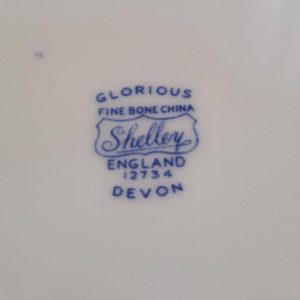 GLORIOUS
FINE BONE CHINA
Shelley
ENGLAND
12734
DEVON